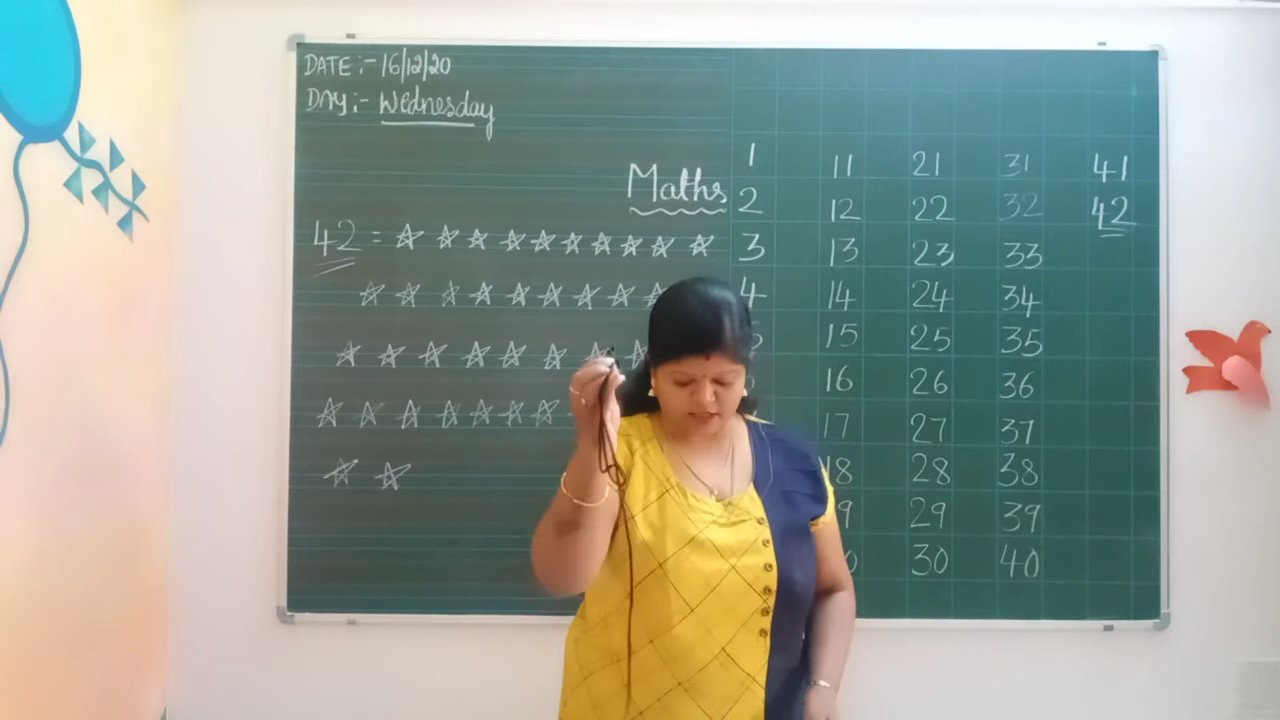 DATE :- 16/12/20
DAY :- Wednesday
Maths
42 =
1 11 21 31 41
2 12 22 32 42
3 13 23 33
4 14 24 34
15 25 35
16 26 36
17 27 37
18 28 38
29 39
30 40